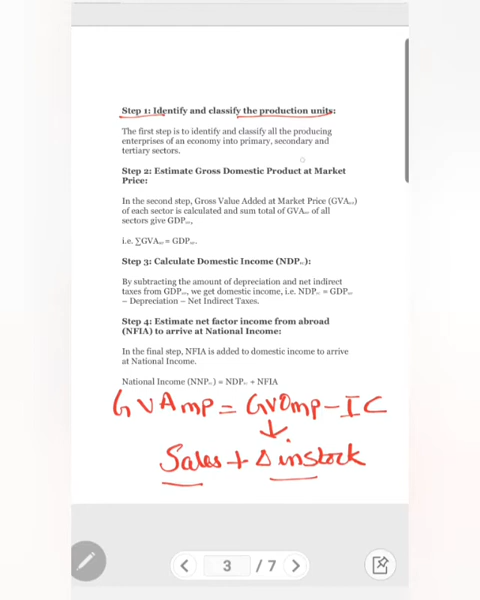 Step 1: Identify and classify the production units:
The first step is to identify and classify all the producing
enterprises of an economy into primary, secondary and
tertiary sectors.
Step 2: Estimate Gross Domestic Product at Market
Price:
In the second step, Gross Value Added at Market Price (GVAₘₚ)
of each sector is calculated and sum total of GVAₘₚ of all
sectors give GDPₘₚ,
i.e. ∑GVAₘₚ = GDPₘₚ.
Step 3: Calculate Domestic Income (NDP):
By subtracting the amount of depreciation and net indirect
taxes from GDPₘₚ, we get domestic income, i.e. NDP = GDPₘₚ
– Depreciation – Net Indirect Taxes.
Step 4: Estimate net factor income from abroad
(NFIA) to arrive at National Income:
In the final step, NFIA is added to domestic income to arrive
at National Income.
National Income (NNP) = NDP + NFIA
GVAmp = GVOmp – IC
↓
Sales + Δ in stock
3 / 7